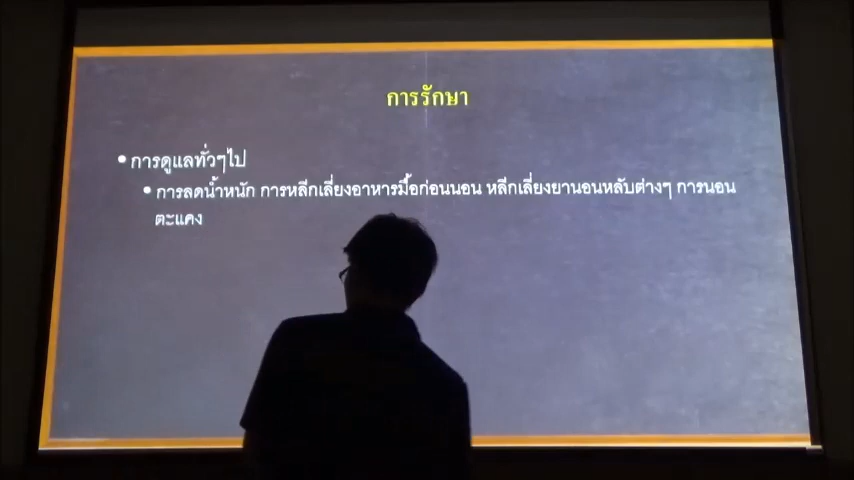 การรักษา
•การดูแลทั่วๆไป
•การลดน้ำหนัก การหลีกเลี่ยงอาหารมื้อก่อนนอน หลีกเลี่ยงยานอนหลับต่างๆ การนอน
ตะแคง